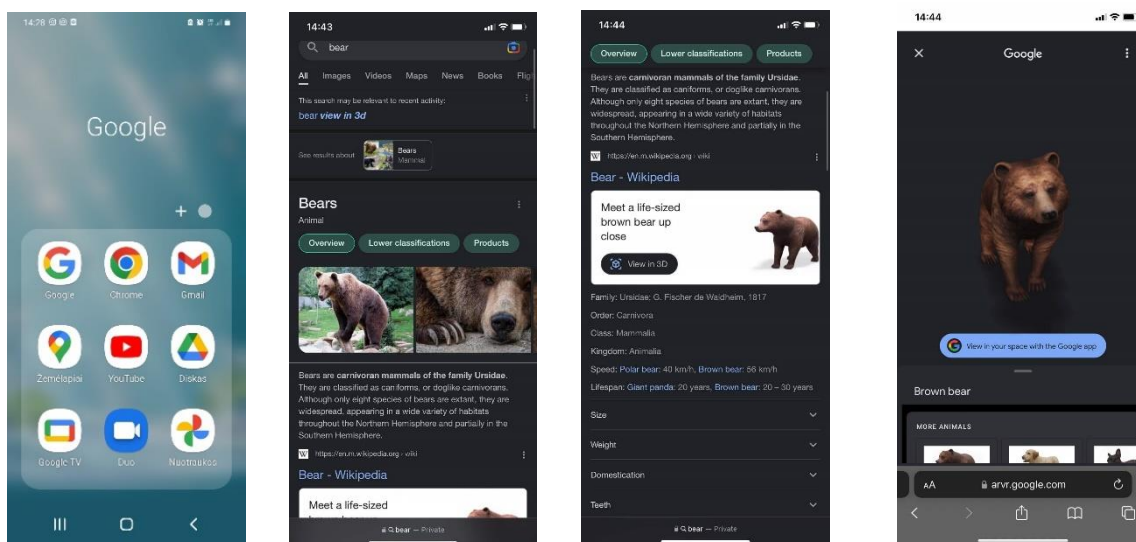 14:28
Google
Google
Chrome
Gmail
Žemėlapiai
YouTube
Diskas
Google TV
Duo
Nuotraukos
14:43
bear
All Images Videos Maps News Books Fligh
This search may be relevant to recent activity:
bear view in 3d
See results about
Bears
Mammal
Bears
Animal
Overview Lower classifications Products
Bears are carnivoran mammals of the family Ursidae.
They are classified as caniforms, or doglike carnivorans.
Although only eight species of bears are extant, they are
widespread, appearing in a wide variety of habitats
throughout the Northern Hemisphere and partially in the
Southern Hemisphere.
W https://en.m.wikipedia.org › wiki
Bear - Wikipedia
Meet a life-sized
bear — Private
14:44
Overview Lower classifications Products
Bears are carnivoran mammals of the family Ursidae.
They are classified as caniforms, or doglike carnivorans.
Although only eight species of bears are extant, they are
widespread, appearing in a wide variety of habitats
throughout the Northern Hemisphere and partially in the
Southern Hemisphere.
W https://en.m.wikipedia.org › wiki
Bear - Wikipedia
Meet a life-sized
brown bear up
close
View in 3D
Family: Ursidae; G. Fischer de Waldheim, 1817
Order: Carnivora
Class: Mammalia
Kingdom: Animalia
Speed: Polar bear: 40 km/h, Brown bear: 56 km/h
Lifespan: Giant panda: 20 years, Brown bear: 20 – 30 years
Size
Weight
Domestication
Teeth
bear — Private
14:44
Google
View in your space with the Google app
Brown bear
MORE ANIMALS
AA arvr.google.com